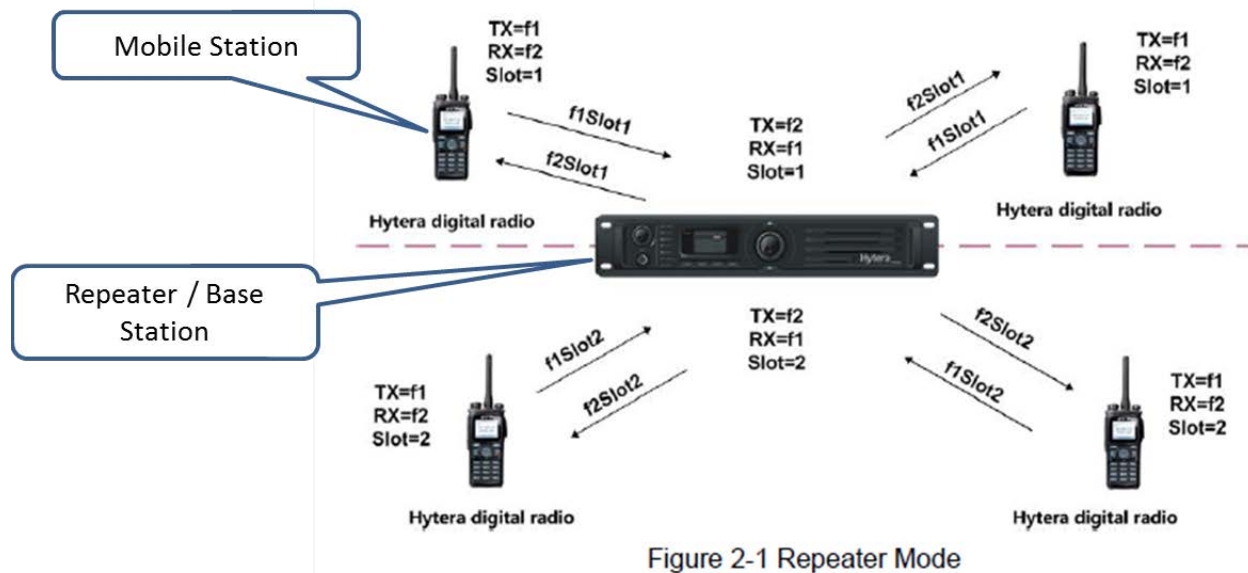 Mobile Station
TX=f1
RX=f2
Slot=1
f1Slot1
f2Slot1
Hytera digital radio
TX=f2
RX=f1
Slot=1
f2Slot1
f1Slot1
TX=f1
RX=f2
Slot=1
Hytera digital radio
Hytera
Repeater / Base
Station
TX=f1
RX=f2
Slot=2
f1Slot2
f2Slot2
Hytera digital radio
TX=f2
RX=f1
Slot=2
f2Slot2
f1Slot2
TX=f1
RX=f2
Slot=2
Hytera digital radio
Figure 2-1 Repeater Mode